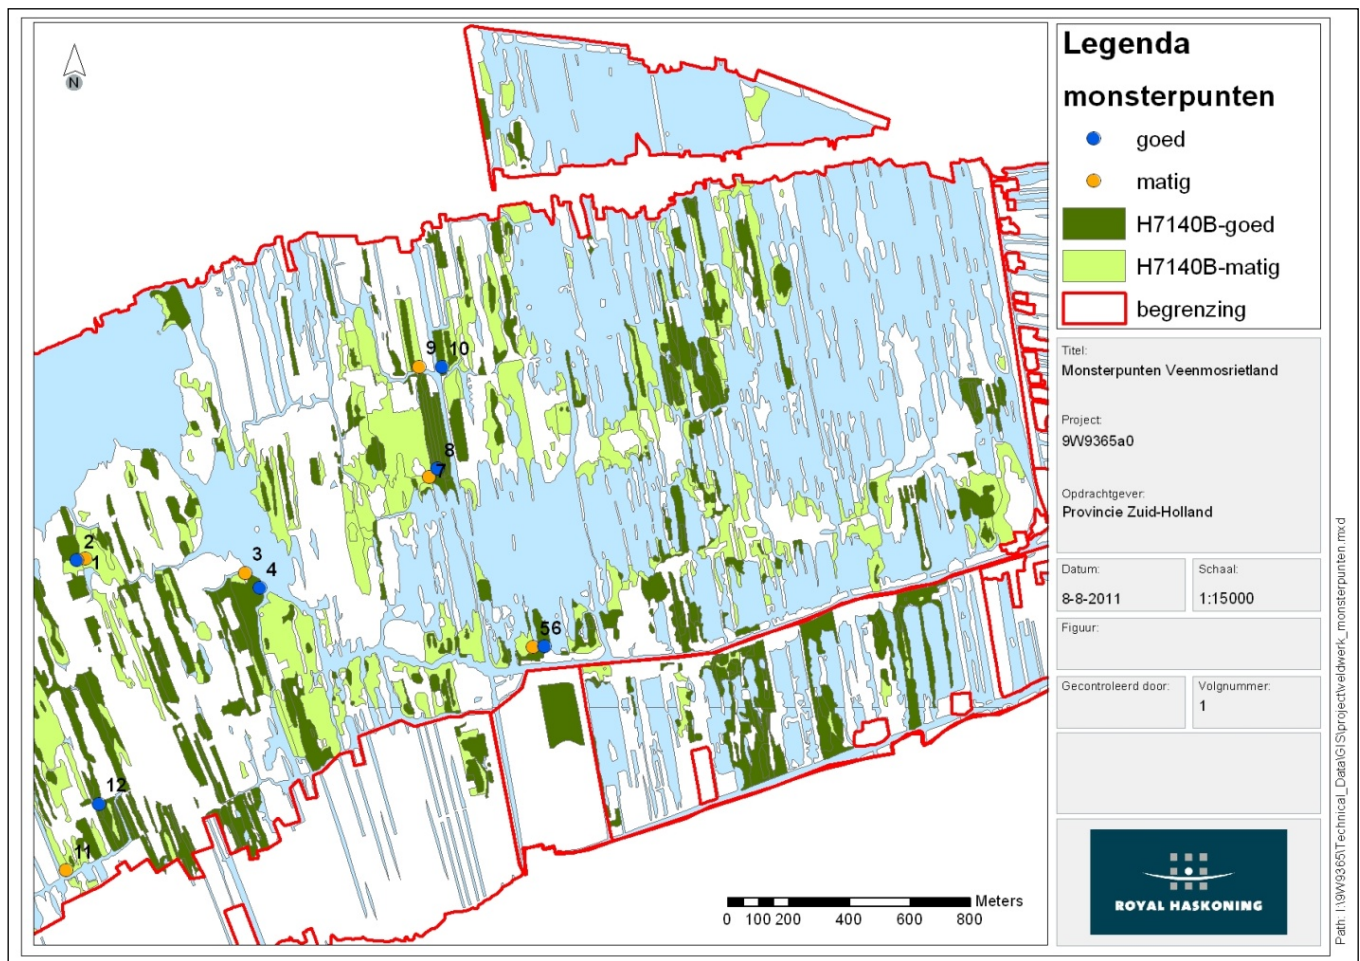 N
9 10
8
7
2
1
3
4
56
12
11
Meters
0 100 200 400 600 800
Legenda
monsterpunten
goed
matig
H7140B-goed
H7140B-matig
begrenzing
Titel:
Monsterpunten Veenmosrietland
Project:
9W9365a0
Opdrachtgever:
Provincie Zuid-Holland
Datum: Schaal:
8-8-2011 1:15000
Figuur:
Gecontroleerd door: Volgnummer:
1
ROYAL HASKONING
Path: I:\9W9365\Technical_Data\GIS\project\veldwerk_monsterpunten.mxd